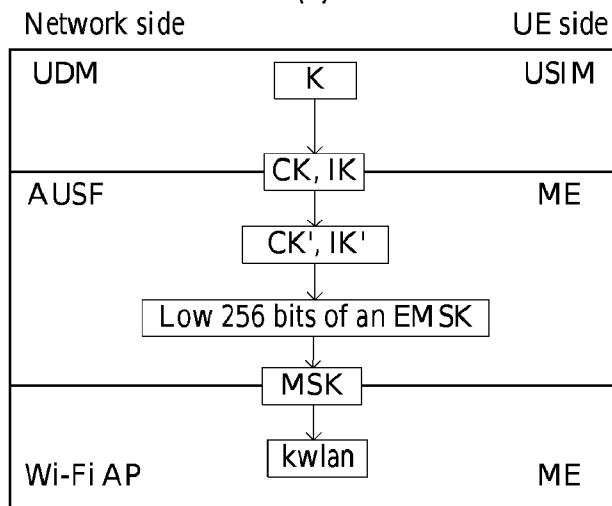 Network side UE side
UDM K USIM
CK, IK
AUSF ME
CK', IK'
Low 256 bits of an EMSK
MSK
kwlan
Wi-Fi AP ME